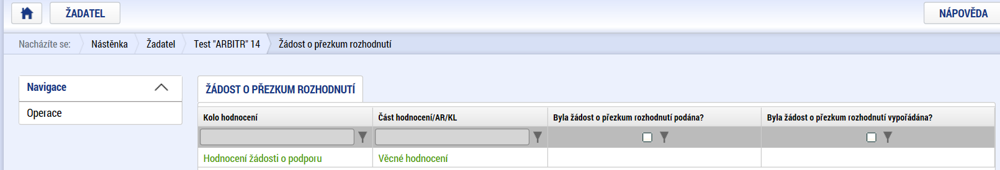 ŽADATEL
NÁPOVĚDA
Nacházíte se: Nástěnka Žadatel Test "ARBITR" 14 Žádost o přezkum rozhodnutí
Navigace
Operace
ŽÁDOST O PŘEZKUM ROZHODNUTÍ
Kolo hodnocení Část hodnocení/AR/KL Byla žádost o přezkum rozhodnutí podána? Byla žádost o přezkum rozhodnutí vypořádána?
Hodnocení žádosti o podporu Věcné hodnocení